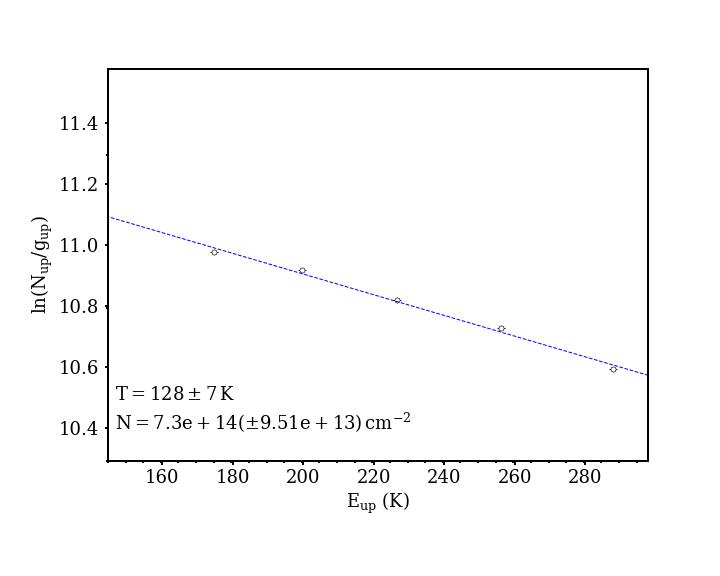 11.4
11.2
11.0
10.8
10.6
10.4
ln(N_up/g_up)
T = 128 ± 7 K
N = 7.3e + 14(±9.51e + 13) cm⁻²
160 180 200 220 240 260 280
E_up (K)